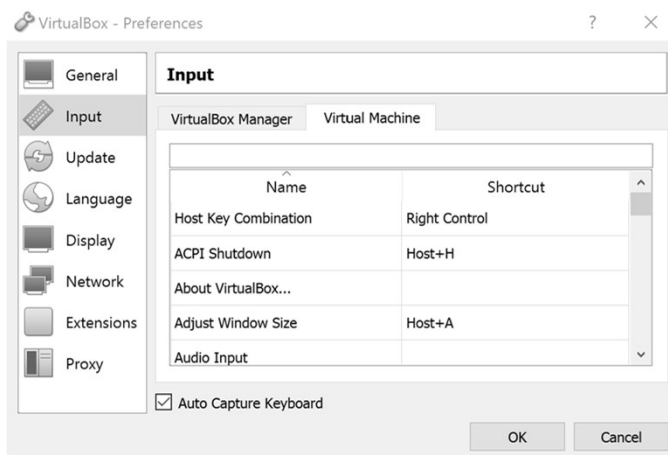 VirtualBox - Preferences ? ×
General
Input
Update
Language
Display
Network
Extensions
Proxy
Input
VirtualBox Manager Virtual Machine
Name Shortcut
Host Key Combination Right Control
ACPI Shutdown Host+H
About VirtualBox...
Adjust Window Size Host+A
Audio Input
Auto Capture Keyboard
OK Cancel